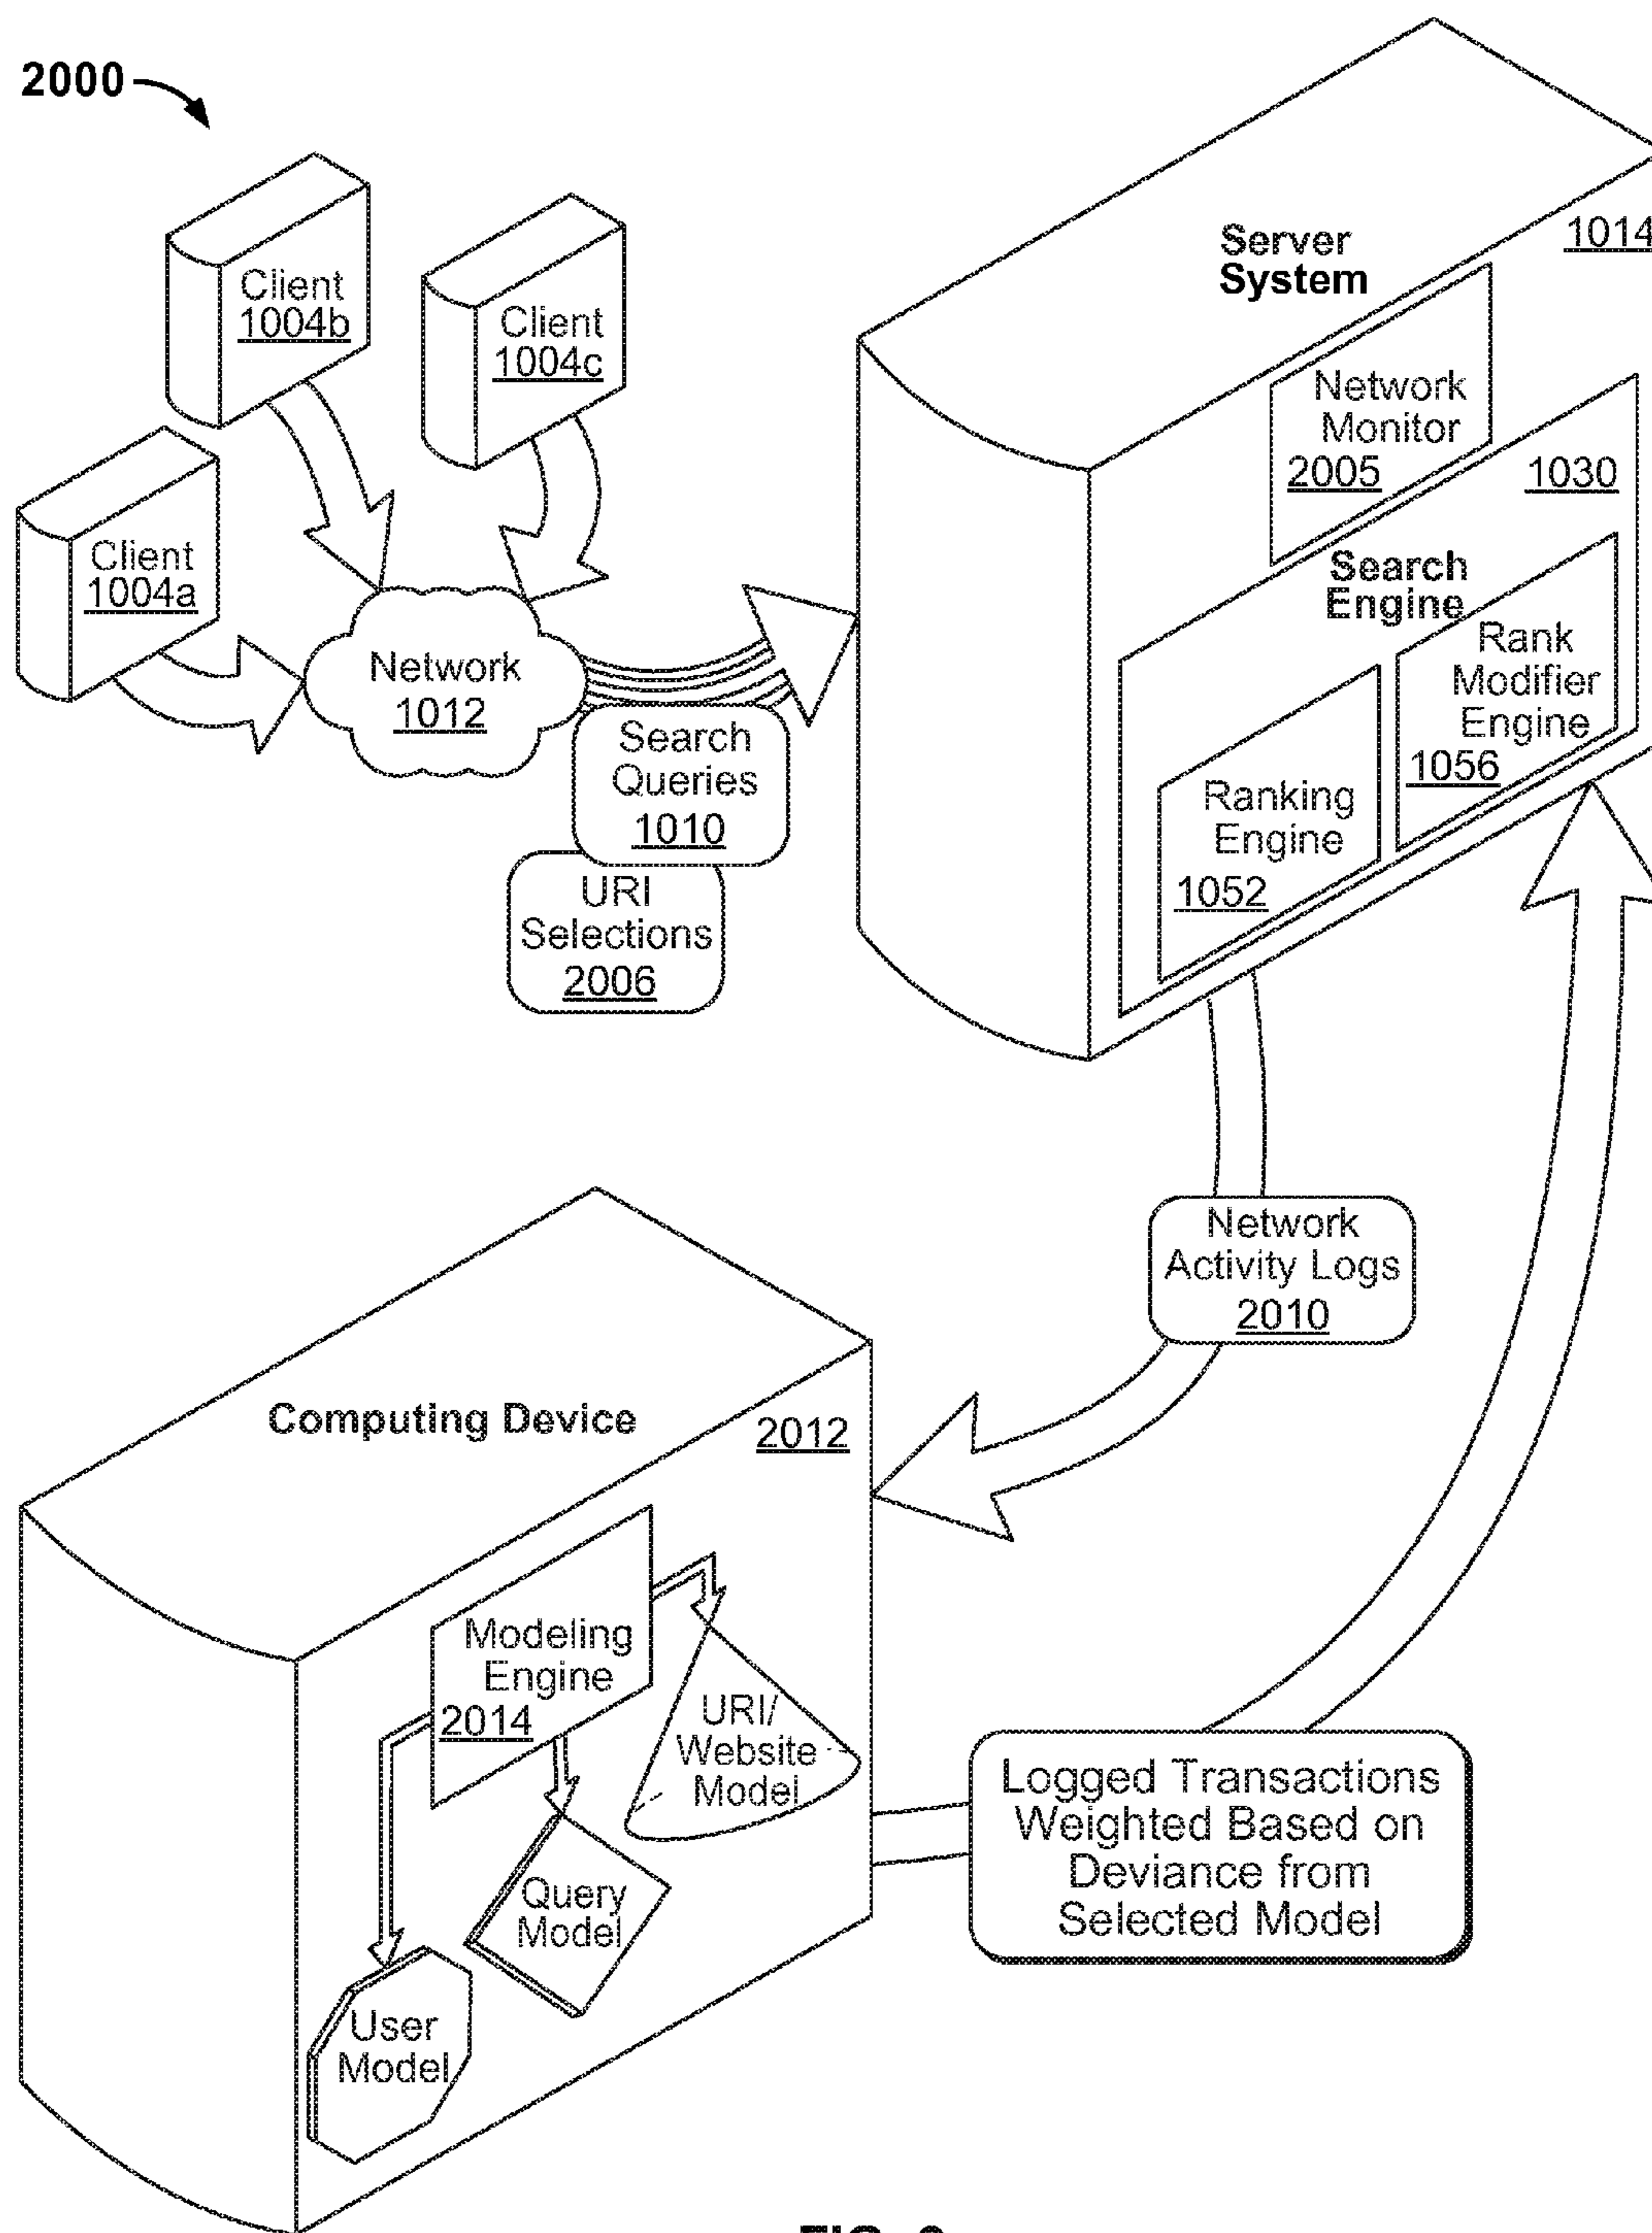 2000
Client
1004b
Client
1004c
Client
1004a
Network
1012
Search
Queries
1010
URI
Selections
2006
Server
System
1014
Network
Monitor
2005
1030
Search
Engine
Rank
Modifier
Engine
1056
Ranking
Engine
1052
Network
Activity Logs
2010
Computing Device
2012
Modeling
Engine
2014
URI/
Website
Model
Query
Model
User
Model
Logged Transactions
Weighted Based on
Deviance from
Selected Model
FIG.